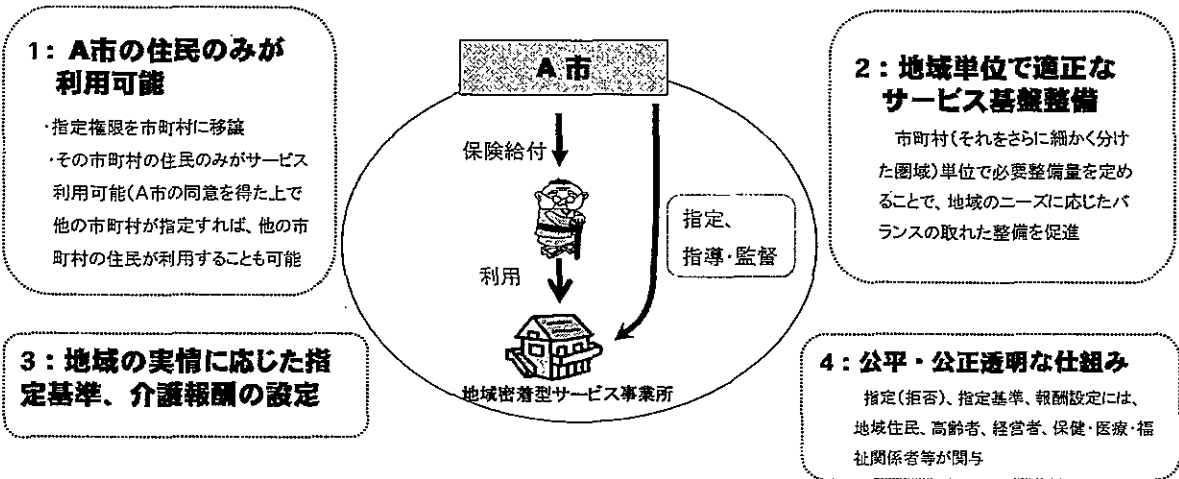 1：A市の住民のみが
利用可能
・指定権限を市町村に移譲
・その市町村の住民のみがサービス
利用可能(A市の同意を得た上で
他の市町村が指定すれば、他の市
町村の住民が利用することも可能
A市
保険給付
利用
指定、
指導・監督
地域密着型サービス事業所
2：地域単位で適正な
サービス基盤整備
市町村(それをさらに細かく分け
た圏域)単位で必要整備量を定め
ることで、地域のニーズに応じたバ
ランスの取れた整備を促進
3：地域の実情に応じた指
定基準、介護報酬の設定
4：公平・公正透明な仕組み
指定(拒否)、指定基準、報酬設定には、
地域住民、高齢者、経営者、保健・医療・福
祉関係者等が関与